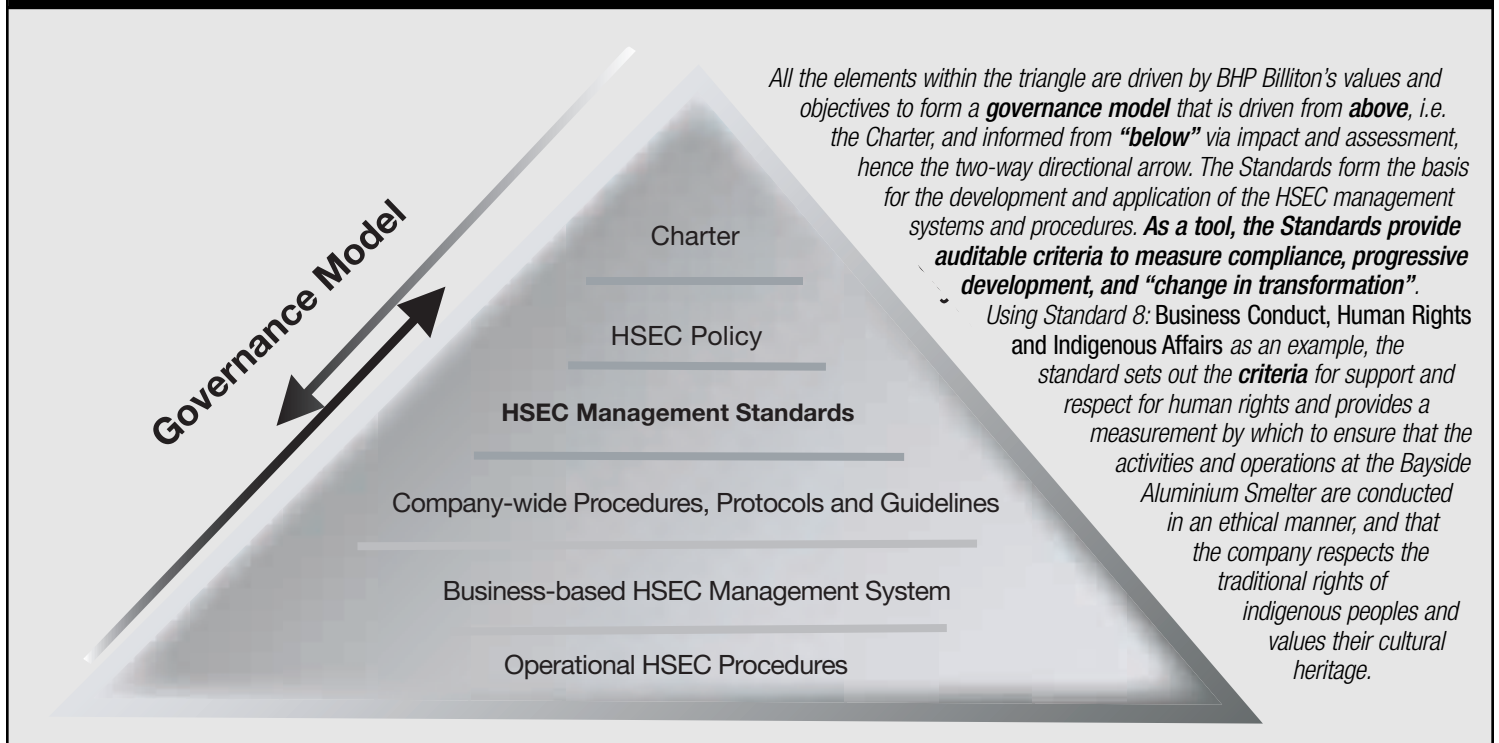 Governance Model
Charter
HSEC Policy
HSEC Management Standards
Company-wide Procedures, Protocols and Guidelines
Business-based HSEC Management System
Operational HSEC Procedures
All the elements within the triangle are driven by BHP Billiton’s values and
objectives to form a governance model that is driven from above, i.e.
the Charter, and informed from “below” via impact and assessment,
hence the two-way directional arrow. The Standards form the basis
for the development and application of the HSEC management
systems and procedures. As a tool, the Standards provide
auditable criteria to measure compliance, progressive
development, and “change in transformation”.
Using Standard 8: Business Conduct, Human Rights
and Indigenous Affairs as an example, the
standard sets out the criteria for support and
respect for human rights and provides a
measurement by which to ensure that the
activities and operations at the Bayside
Aluminium Smelter are conducted
in an ethical manner, and that
the company respects the
traditional rights of
indigenous peoples and
values their cultural
heritage.